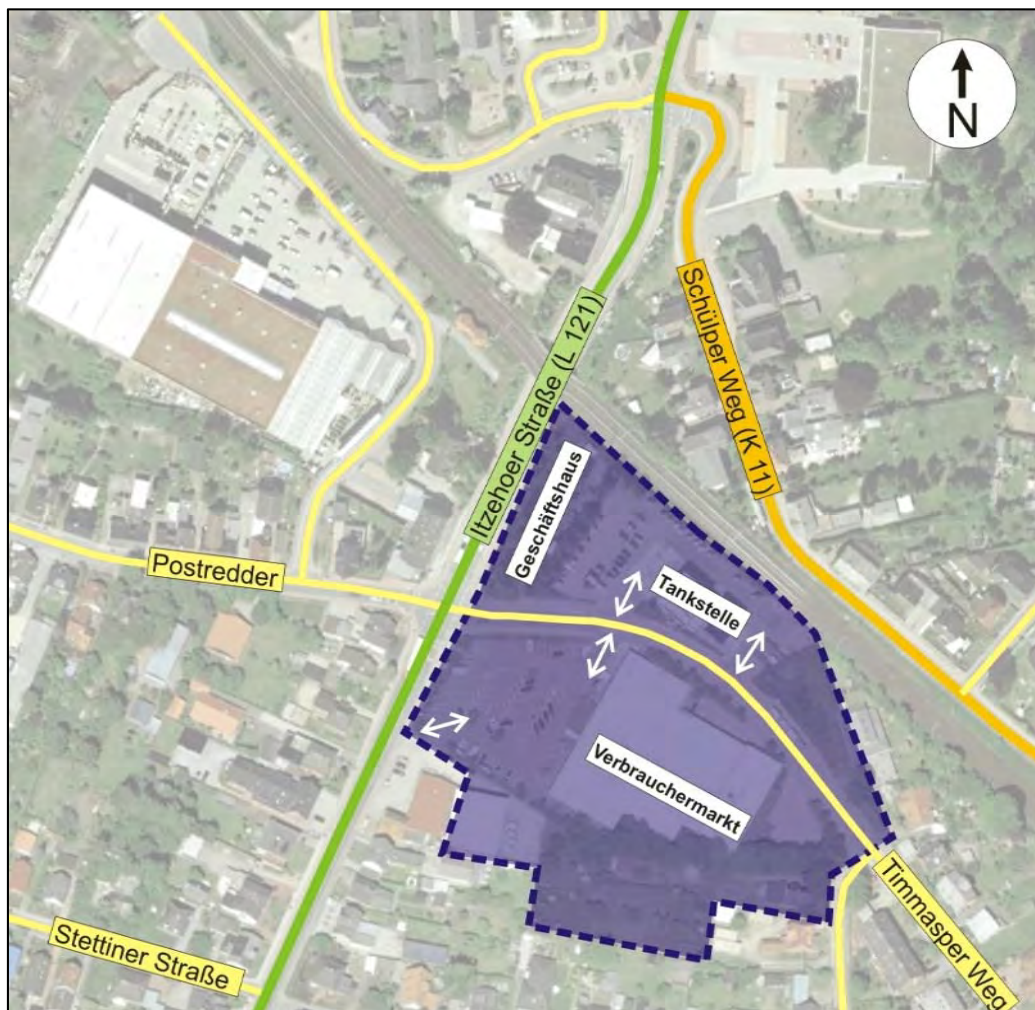 N
Schülper Weg (K 11)
Itzehoer Straße (L 121)
Geschäftshaus
Postredder
Tankstelle
Verbrauchermarkt
Timmasper Weg
Stettiner Straße